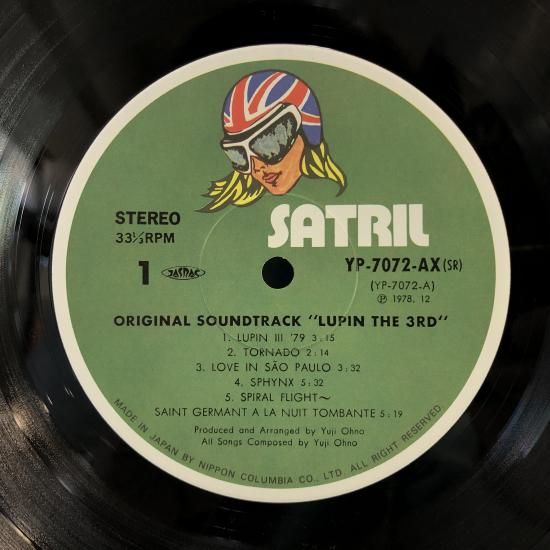 SATRIL
STEREO
33⅓RPM
1 JASRAC
YP-7072-AX(SR)
(YP-7072-A)
Ⓟ 1978. 12
ORIGINAL SOUNDTRACK "LUPIN THE 3RD"
1. LUPIN III '79 3:15
2. TORNADO 2:14
3. LOVE IN SÃO PAULO 3:32
4. SPHYNX 5:32
5. SPIRAL FLIGHT~
SAINT GERMANT A LA NUIT TOMBANTE 5:19
Produced and Arranged by Yuji Ohno
All Songs Composed by Yuji Ohno
MADE IN JAPAN BY NIPPON COLUMBIA CO., LTD. ALL RIGHT RESERVED